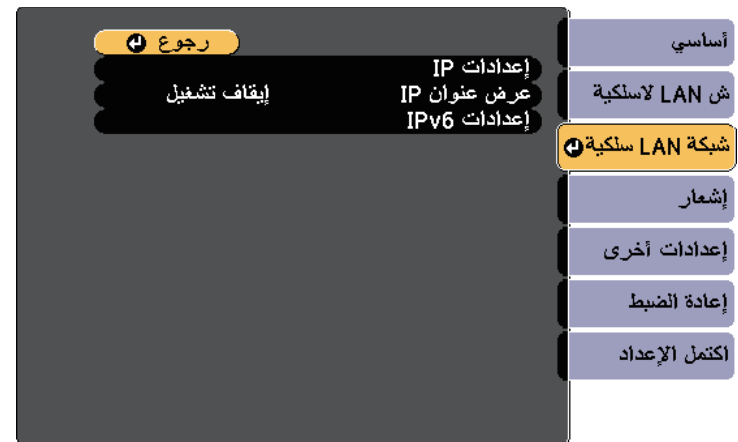 أساسي
ش LAN لاسلكية
شبكة LAN سلكية
إشعار
إعدادات أخرى
إعادة الضبط
اكتمل الإعداد
رجوع
إعدادات IP
عرض عنوان IP إيقاف تشغيل
إعدادات IPv6